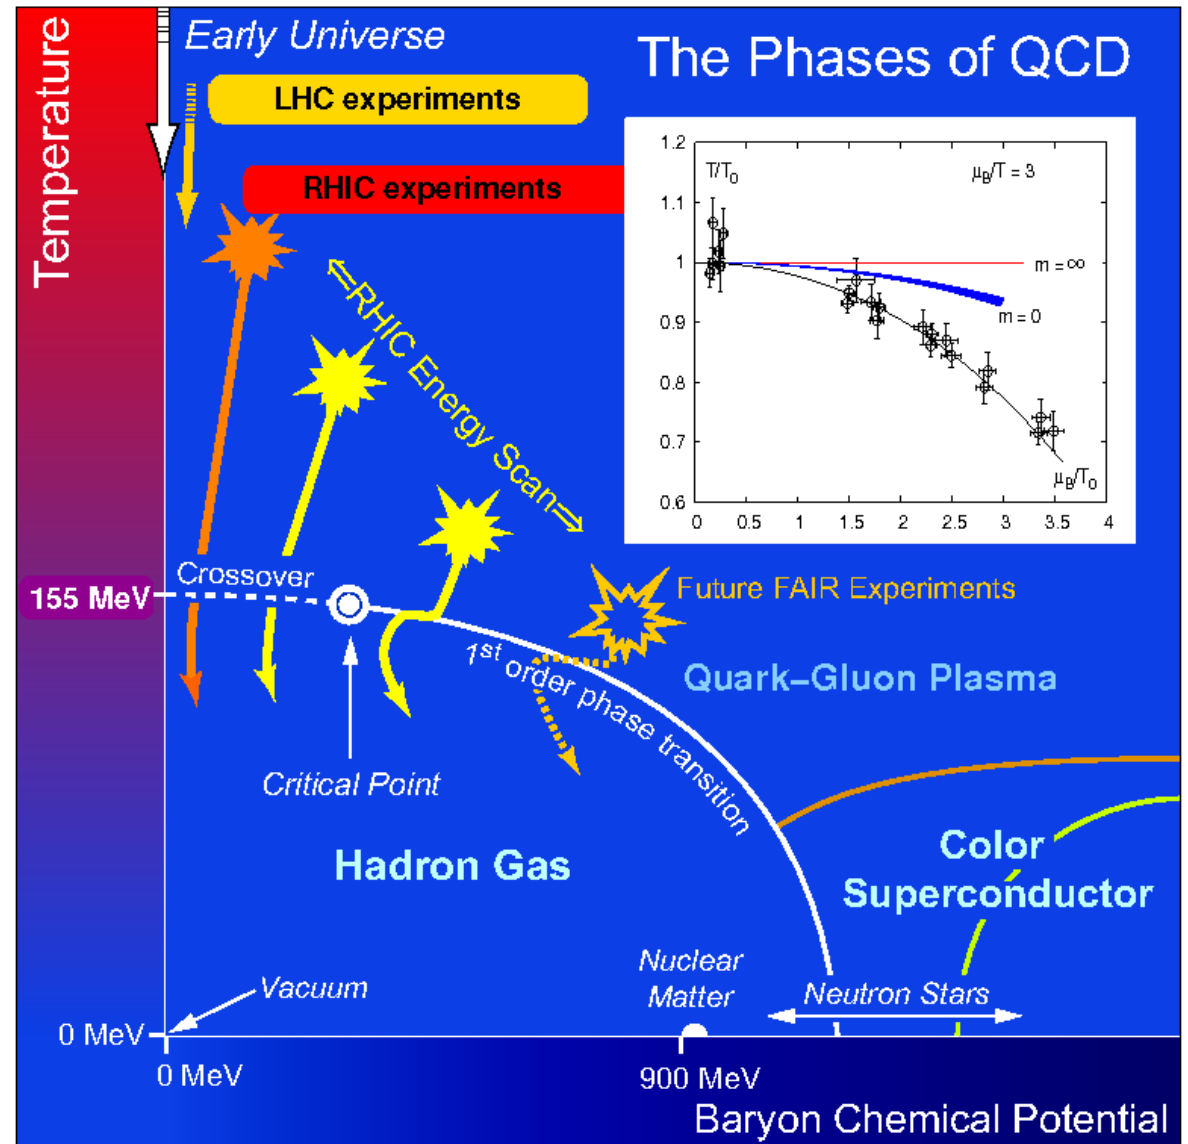 Temperature
Early Universe
The Phases of QCD
LHC experiments
RHIC experiments
1.2
1.1
1
0.9
0.8
0.7
0.6
T/T0
μB/T = 3
m = ∞
m = 0
μB/T0
0 0.5 1 1.5 2 2.5 3 3.5 4
⇐RHIC Energy Scan⇒
Crossover
155 MeV
Future FAIR Experiments
1st order phase transition
Quark–Gluon Plasma
Critical Point
Hadron Gas
Color
Superconductor
Nuclear
Matter
Neutron Stars
Vacuum
0 MeV
0 MeV
900 MeV
Baryon Chemical Potential